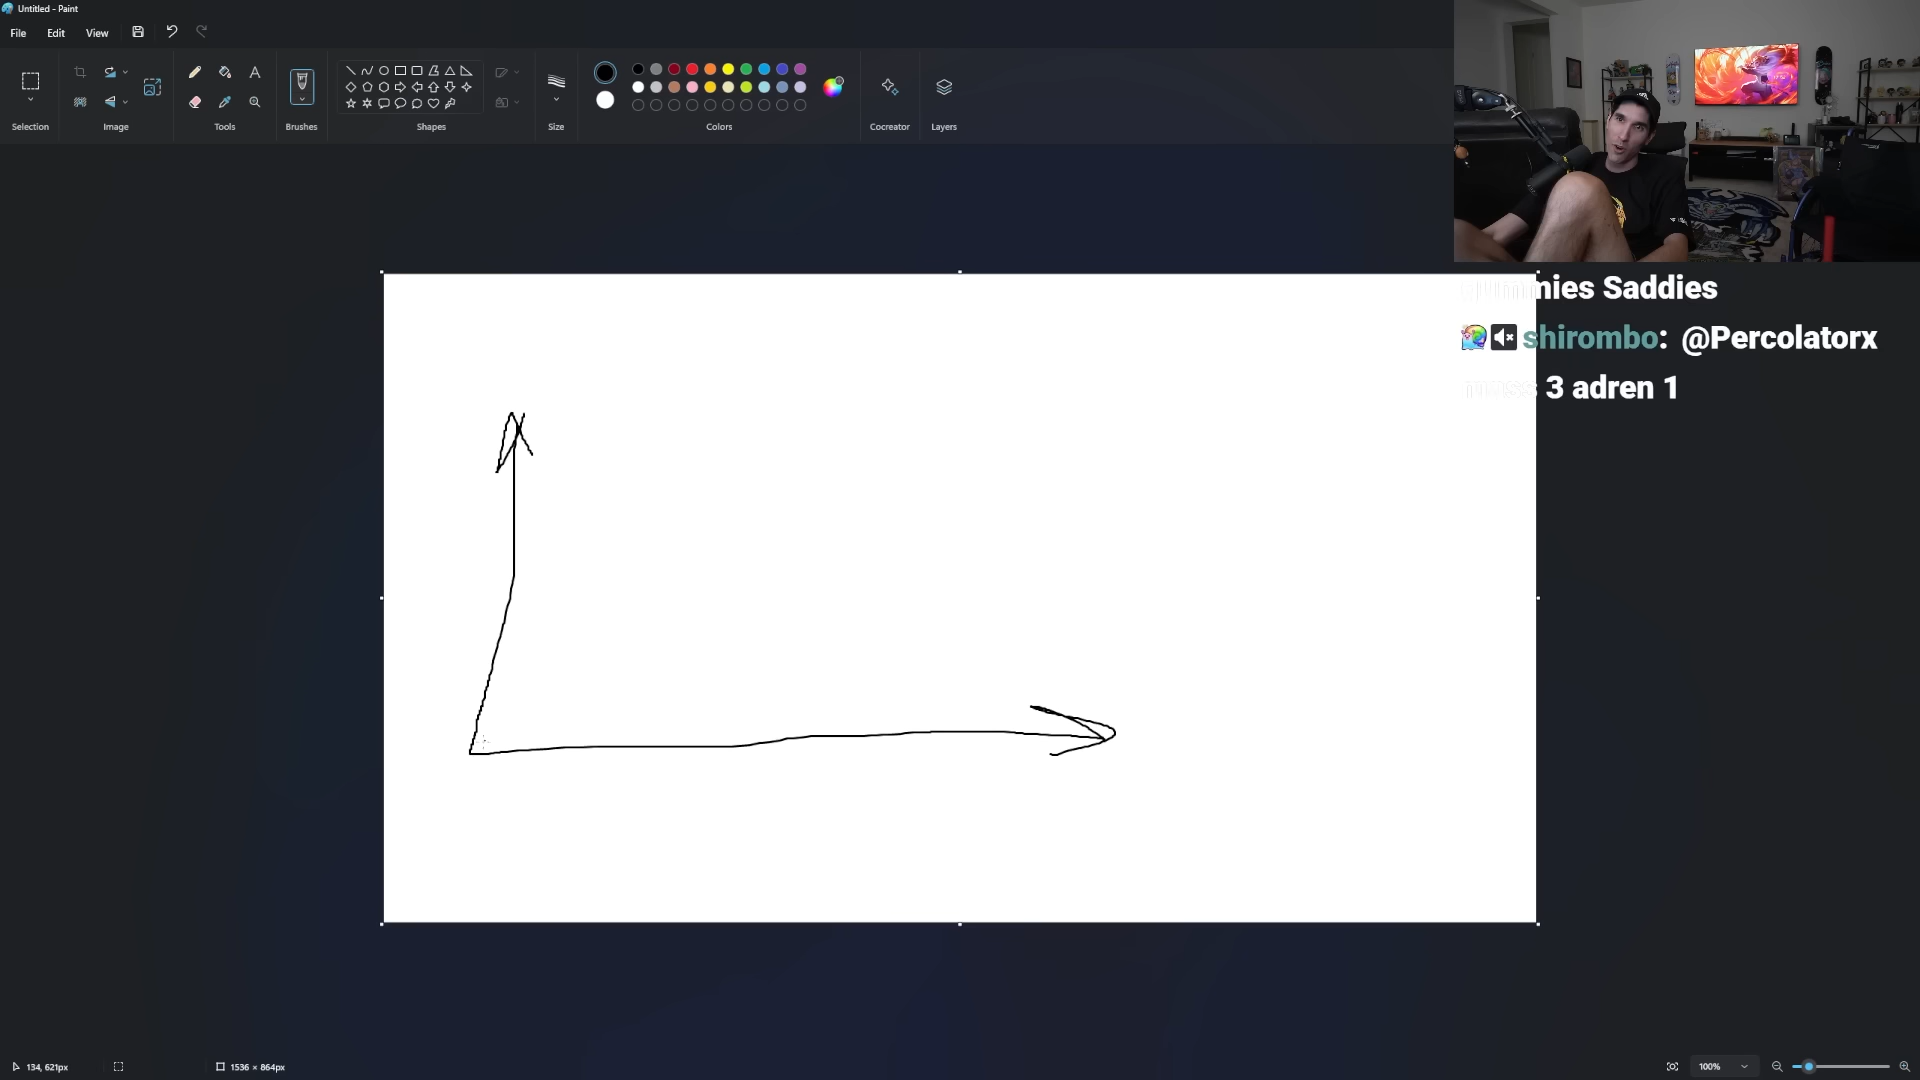 Untitled - Paint
File Edit View
Selection Image Tools Brushes Shapes Size Colors Cocreator Layers
Saddies
shirombo: @Percolatorx
3 adren 1
134, 621px 1536 × 864px 100%